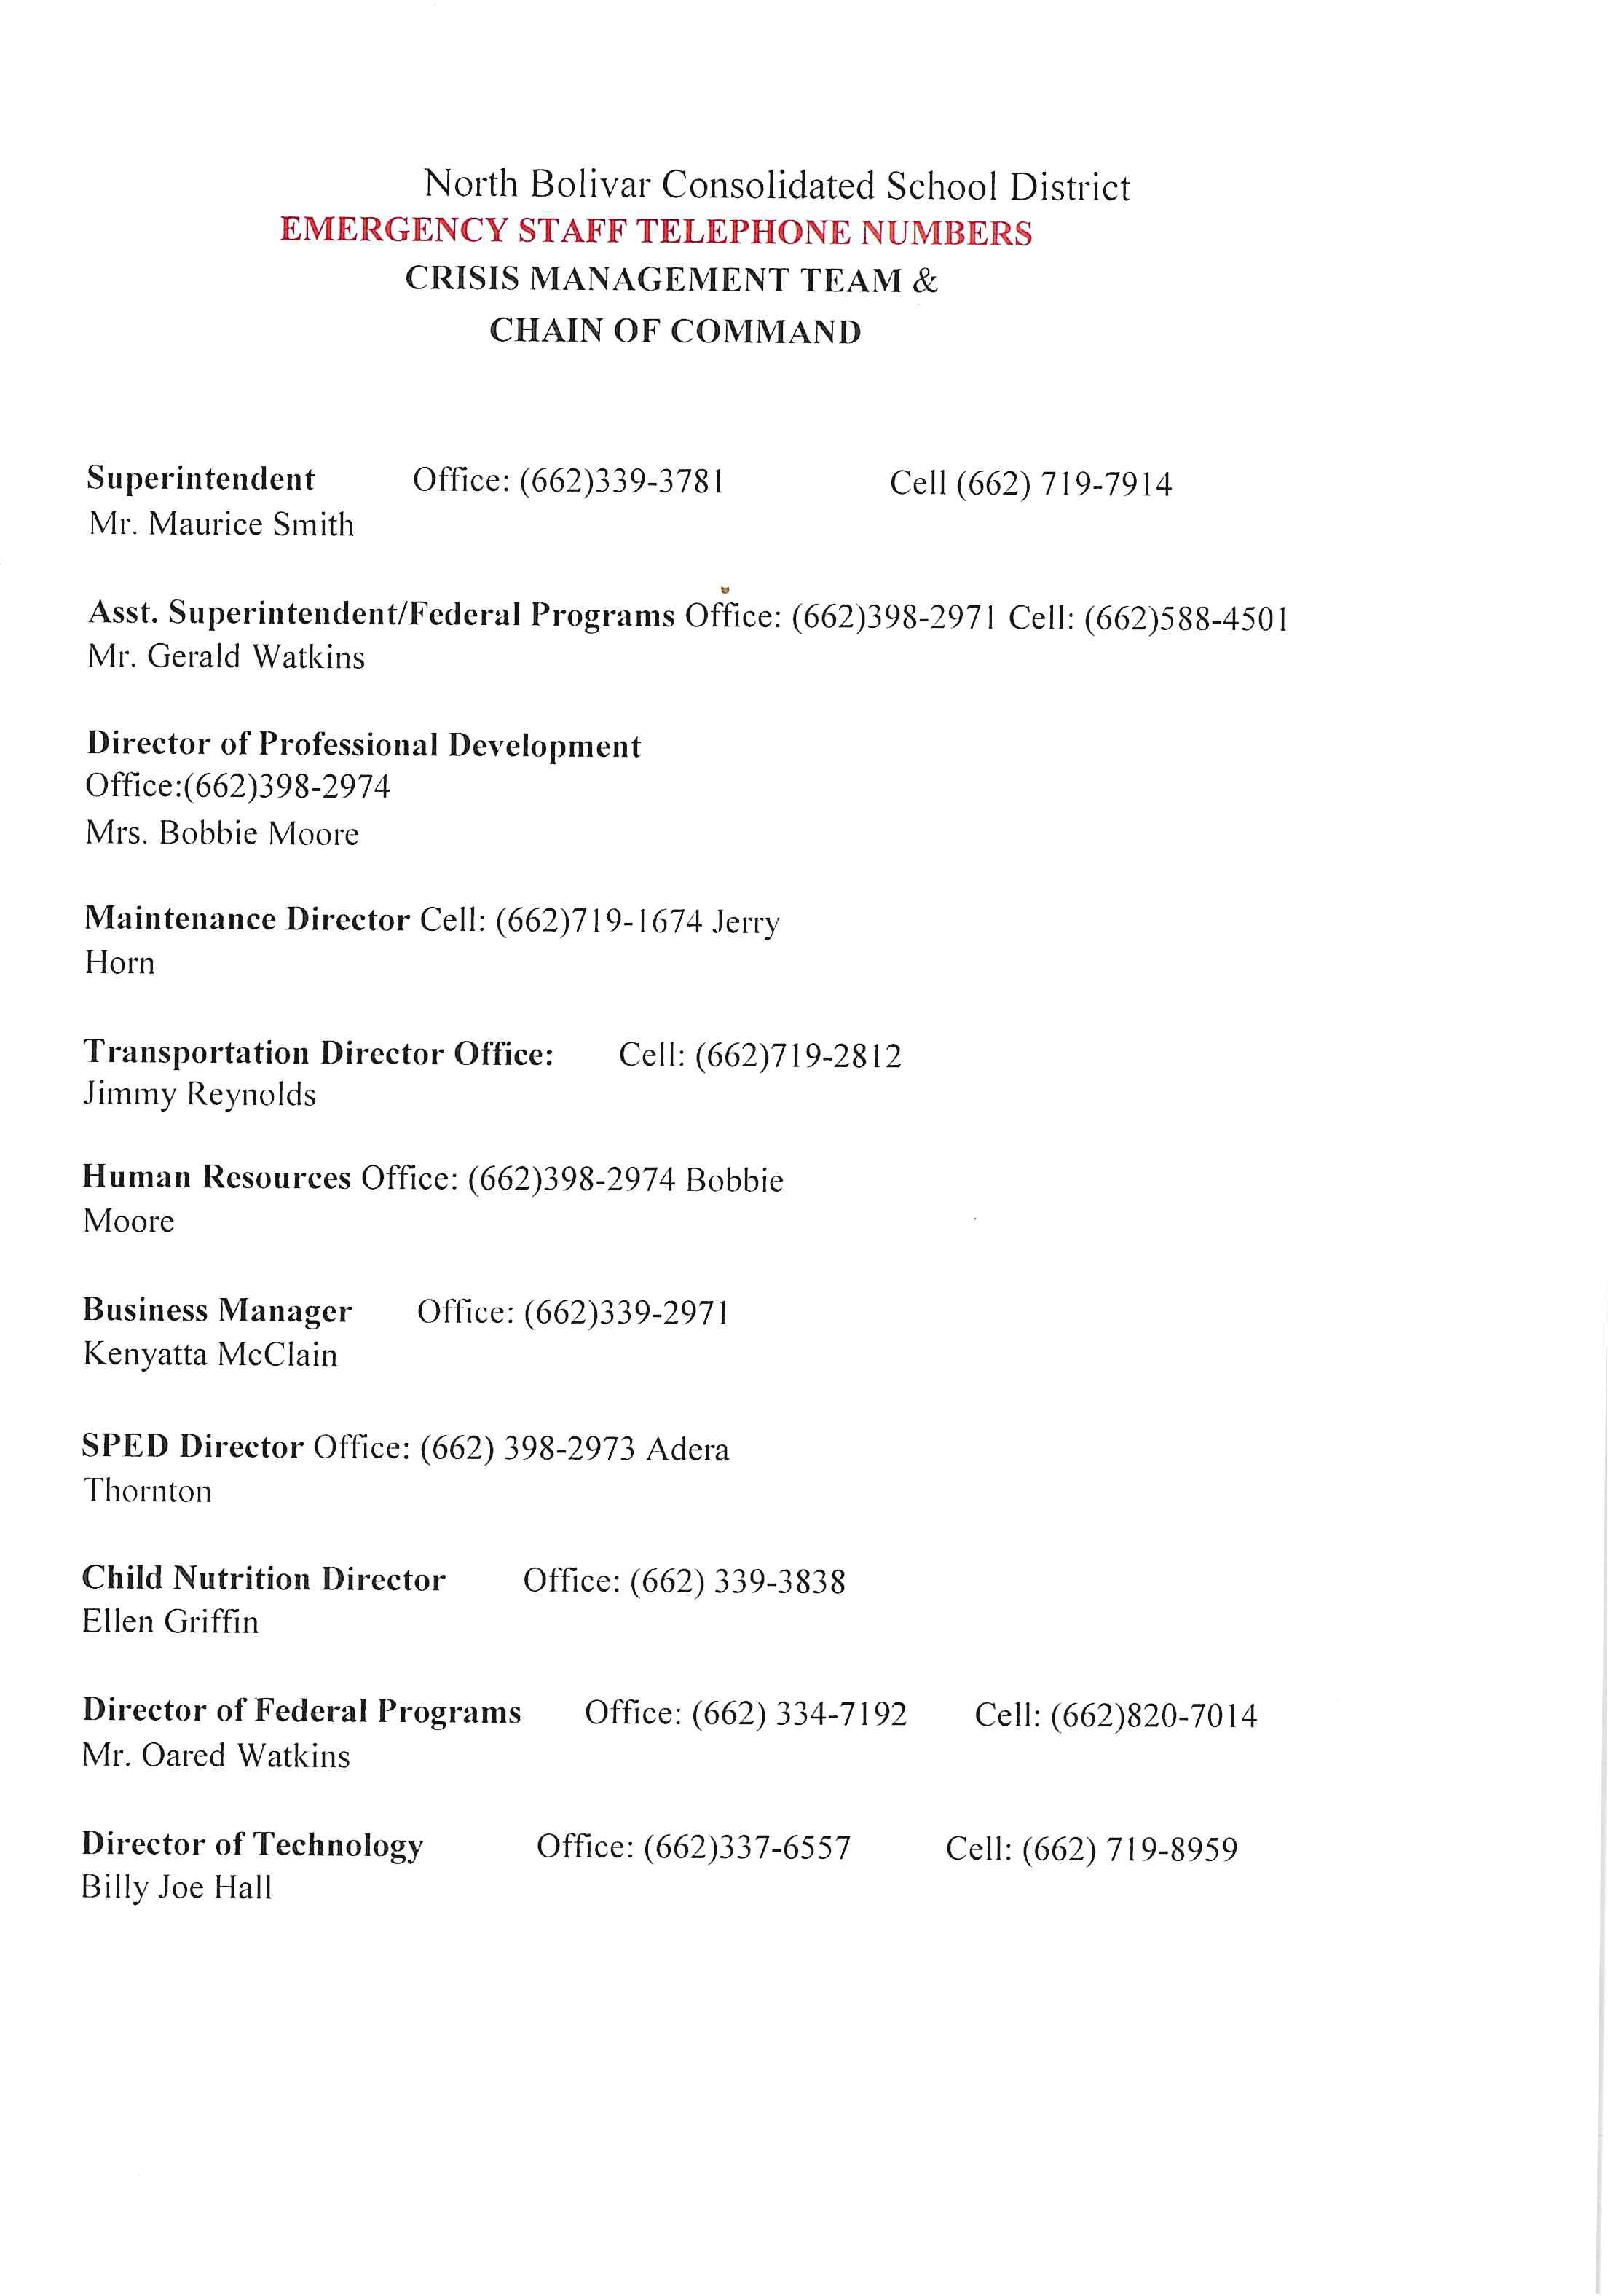 North Bolivar Consolidated School District
EMERGENCY STAFF TELEPHONE NUMBERS
CRISIS MANAGEMENT TEAM &
CHAIN OF COMMAND
Superintendent Office: (662)339-3781 Cell (662) 719-7914
Mr. Maurice Smith
Asst. Superintendent/Federal Programs Office: (662)398-2971 Cell: (662)588-4501
Mr. Gerald Watkins
Director of Professional Development
Office:(662)398-2974
Mrs. Bobbie Moore
Maintenance Director Cell: (662)719-1674 Jerry
Horn
Transportation Director Office: Cell: (662)719-2812
Jimmy Reynolds
Human Resources Office: (662)398-2974 Bobbie
Moore
Business Manager Office: (662)339-2971
Kenyatta McClain
SPED Director Office: (662) 398-2973 Adera
Thornton
Child Nutrition Director Office: (662) 339-3838
Ellen Griffin
Director of Federal Programs Office: (662) 334-7192 Cell: (662)820-7014
Mr. Oared Watkins
Director of Technology Office: (662)337-6557 Cell: (662) 719-8959
Billy Joe Hall